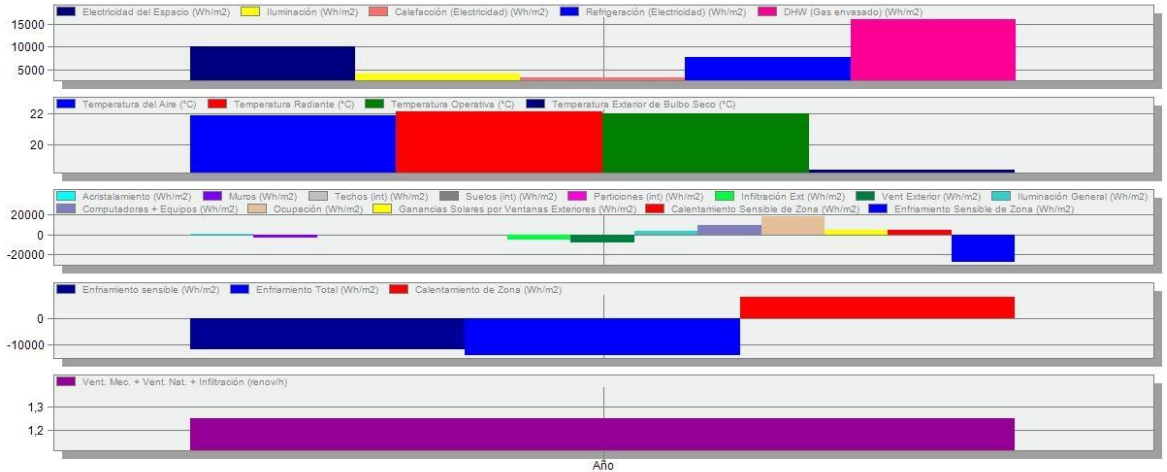 Electricidad del Espacio (Wh/m2) Iluminación (Wh/m2) Calefacción (Electricidad) (Wh/m2) Refrigeración (Electricidad) (Wh/m2) DHW (Gas envasado) (Wh/m2)
15000
10000
5000
Temperatura del Aire (°C) Temperatura Radiante (°C) Temperatura Operativa (°C) Temperatura Exterior de Bulbo Seco (°C)
22
20
Acristalamiento (Wh/m2) Muros (Wh/m2) Techos (int) (Wh/m2) Suelos (int) (Wh/m2) Particiones (int) (Wh/m2) Infiltración Ext (Wh/m2) Vent Exterior (Wh/m2) Iluminación General (Wh/m2)
Computadoras + Equipos (Wh/m2) Ocupación (Wh/m2) Ganancias Solares por Ventanas Exteriores (Wh/m2) Calentamiento Sensible de Zona (Wh/m2) Enfriamiento Sensible de Zona (Wh/m2)
20000
0
-20000
Enfriamiento sensible (Wh/m2) Enfriamiento Total (Wh/m2) Calentamiento de Zona (Wh/m2)
0
-10000
Vent. Mec. + Vent. Nat. + Infiltración (renov/h)
1,3
1,2
Año